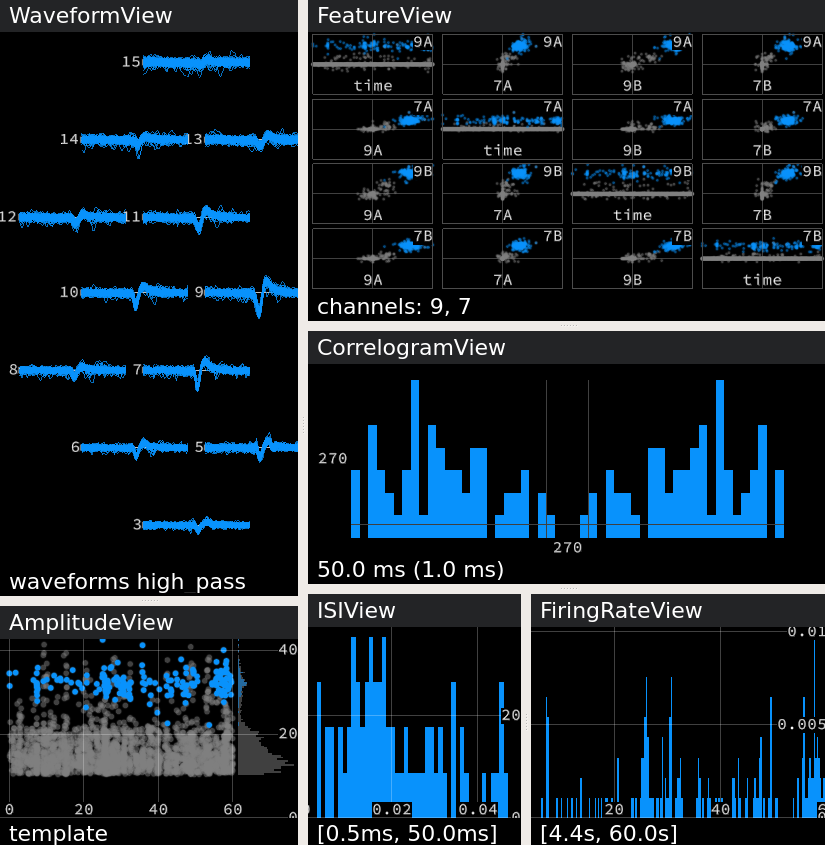 WaveformView
15
14 13
12 11
10 9
8 7
6 5
3
waveforms high_pass
FeatureView
9A 9A 9A 9A
time 7A 9B 7B
7A 7A 7A 7A
9A time 9B 7B
9B 9B 9B 9B
9A 7A time 7B
7B 7B 7B 7B
9A 7A 9B time
channels: 9, 7
CorrelogramView
270
270
50.0 ms (1.0 ms)
AmplitudeView
40
20
0
0 20 40 60
template
ISIView
20
0.02 0.04 0
[0.5ms, 50.0ms]
FiringRateView
0.01
0.005
20 40 6
[4.4s, 60.0s]